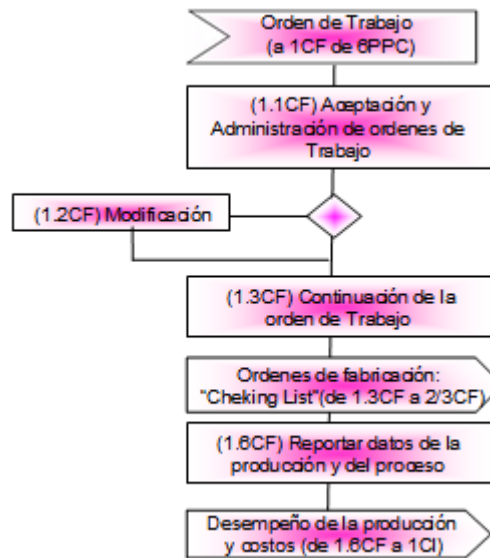 Orden de Trabajo
(a 1CF de 6PPC)
(1.1CF) Aceptación y
Administración de ordenes de
Trabajo
(1.2CF) Modificación
(1.3CF) Continuación de la
orden de Trabajo
Ordenes de fabricación:
"Cheking List"(de 1.3CF a 2/3CF)
(1.6CF) Reportar datos de la
producción y del proceso
Desempeño de la producción
y costos (de 1.6CF a 1CI)